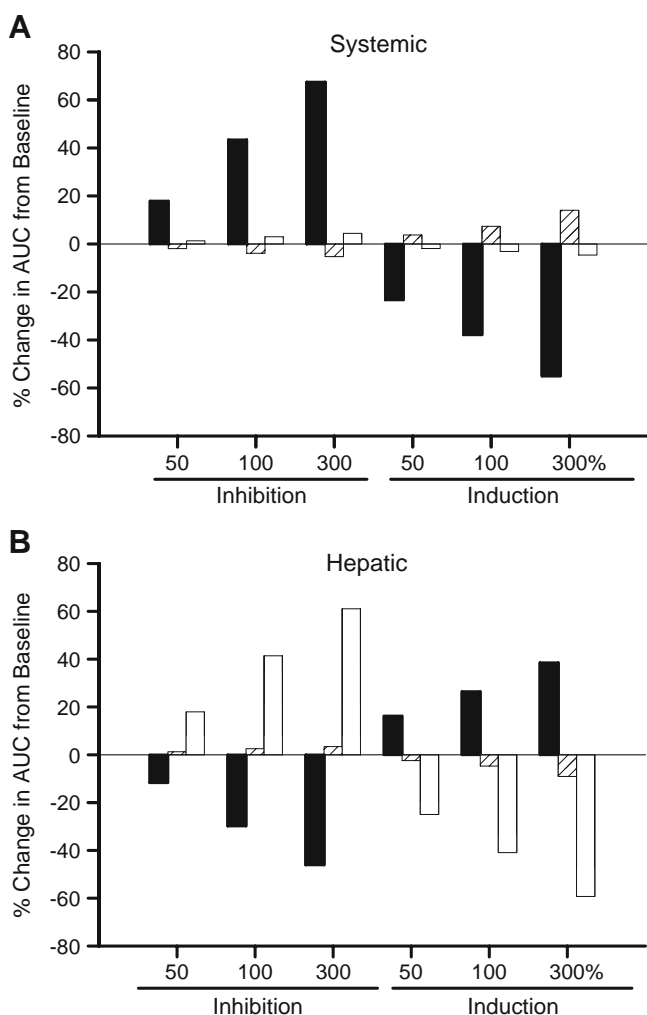 A
Systemic
% Change in AUC from Baseline
80
60
40
20
0
-20
-40
-60
-80
50 100 300 50 100 300%
Inhibition Induction
B
Hepatic
% Change in AUC from Baseline
80
60
40
20
0
-20
-40
-60
-80
50 100 300 50 100 300%
Inhibition Induction